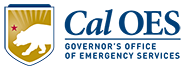 Cal OES
GOVERNOR'S OFFICE
OF EMERGENCY SERVICES